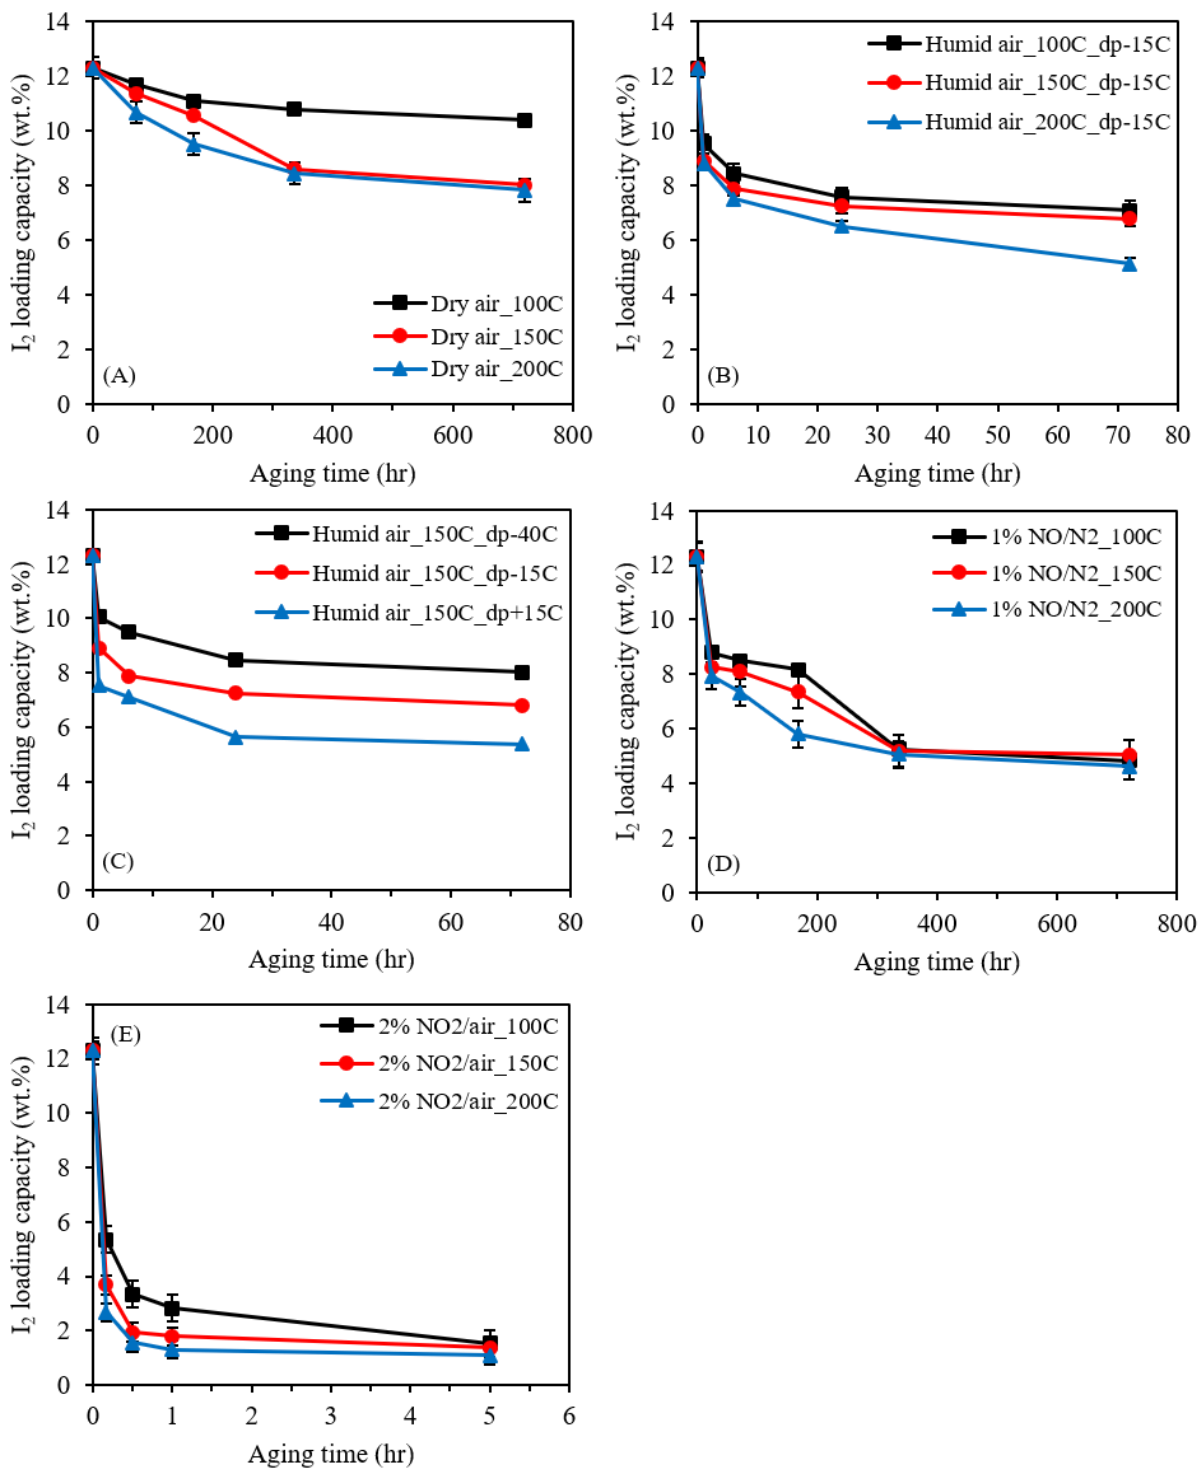 14
12
10
8
6
4
2
0
I₂ loading capacity (wt.%)
Dry air_100C
Dry air_150C
Dry air_200C
(A)
0 200 400 600 800
Aging time (hr)
14
12
10
8
6
4
2
0
I₂ loading capacity (wt.%)
Humid air_100C_dp-15C
Humid air_150C_dp-15C
Humid air_200C_dp-15C
(B)
0 10 20 30 40 50 60 70 80
Aging time (hr)
14
12
10
8
6
4
2
0
I₂ loading capacity (wt.%)
Humid air_150C_dp-40C
Humid air_150C_dp-15C
Humid air_150C_dp+15C
(C)
0 20 40 60 80
Aging time (hr)
14
12
10
8
6
4
2
0
I₂ loading capacity (wt.%)
1% NO/N2_100C
1% NO/N2_150C
1% NO/N2_200C
(D)
0 200 400 600 800
Aging time (hr)
14
12
10
8
6
4
2
0
I₂ loading capacity (wt.%)
(E)
2% NO2/air_100C
2% NO2/air_150C
2% NO2/air_200C
0 1 2 3 4 5 6
Aging time (hr)